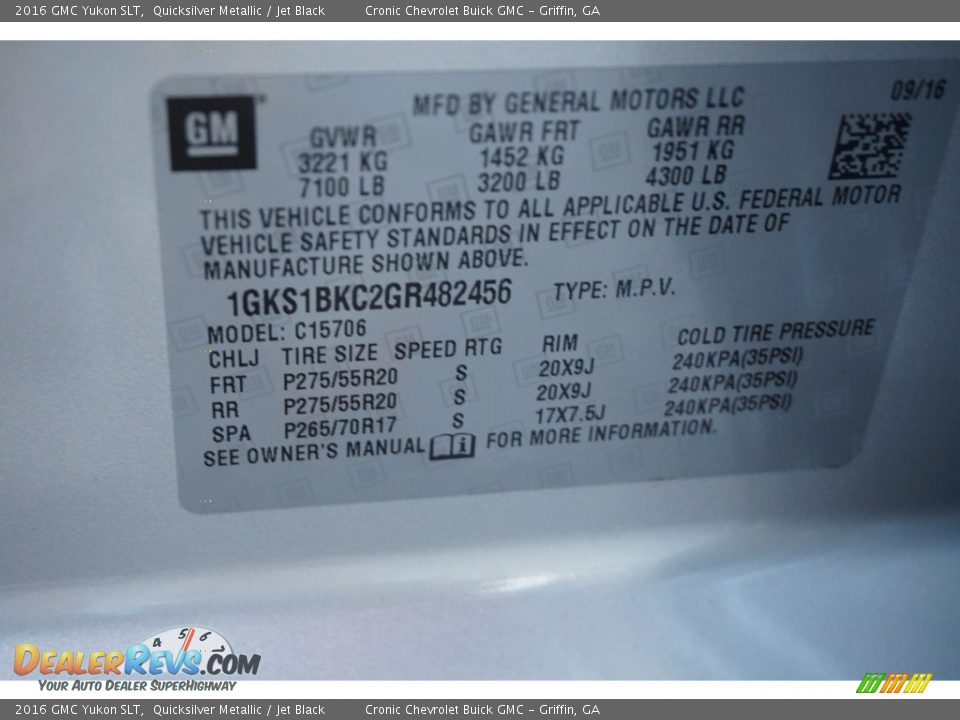 2016 GMC Yukon SLT, Quicksilver Metallic / Jet Black Cronic Chevrolet Buick GMC - Griffin, GA
GM
MFD BY GENERAL MOTORS LLC 09/16
GVWR GAWR FRT GAWR RR
3221 KG 1452 KG 1951 KG
7100 LB 3200 LB 4300 LB
THIS VEHICLE CONFORMS TO ALL APPLICABLE U.S. FEDERAL MOTOR
VEHICLE SAFETY STANDARDS IN EFFECT ON THE DATE OF
MANUFACTURE SHOWN ABOVE.
1GKS1BKC2GR482456 TYPE: M.P.V.
MODEL: C15706
CHLJ TIRE SIZE SPEED RTG RIM COLD TIRE PRESSURE
FRT P275/55R20 S 20X9J 240KPA(35PSI)
RR P275/55R20 S 20X9J 240KPA(35PSI)
SPA P265/70R17 S 17X7.5J 240KPA(35PSI)
SEE OWNER'S MANUAL i FOR MORE INFORMATION.
4 5 6
DEALERREVS.COM
YOUR AUTO DEALER SUPERHIGHWAY
2016 GMC Yukon SLT, Quicksilver Metallic / Jet Black Cronic Chevrolet Buick GMC - Griffin, GA